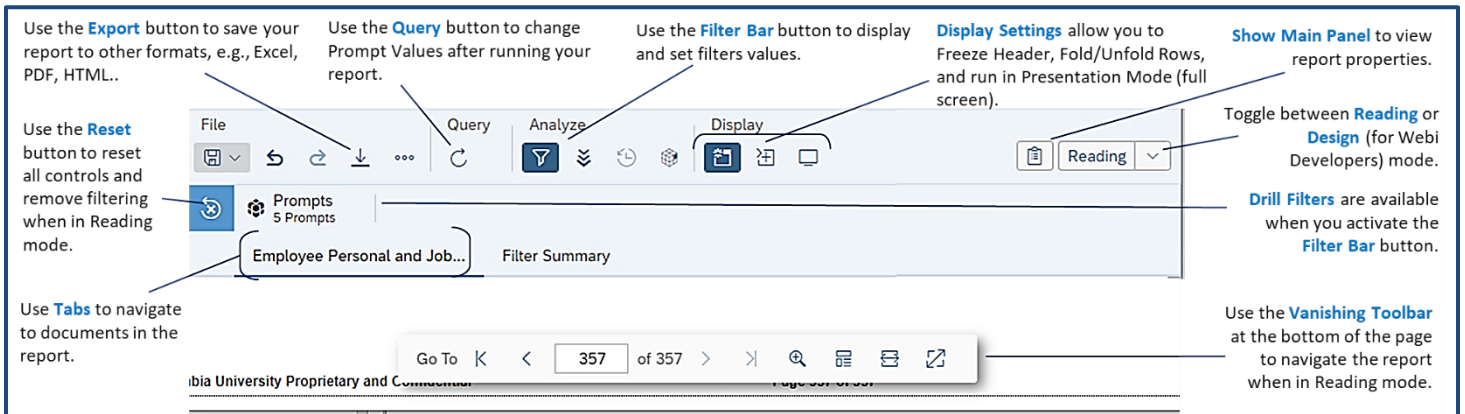 Use the Export button to save your
report to other formats, e.g., Excel,
PDF, HTML..
Use the Query button to change
Prompt Values after running your
report.
Use the Filter Bar button to display
and set filters values.
Display Settings allow you to
Freeze Header, Fold/Unfold Rows,
and run in Presentation Mode (full
screen).
Show Main Panel to view
report properties.
Use the Reset
button to reset
all controls and
remove filtering
when in Reading
mode.
File
Query
Analyze
Display
Reading
Toggle between Reading or
Design (for Webi
Developers) mode.
Prompts
5 Prompts
Drill Filters are available
when you activate the
Filter Bar button.
Employee Personal and Job...
Filter Summary
Use Tabs to navigate
to documents in the
report.
Go To 357 of 357
Use the Vanishing Toolbar
at the bottom of the page
to navigate the report
when in Reading mode.
bia University Proprietary and Confidential
Page 357 of 357